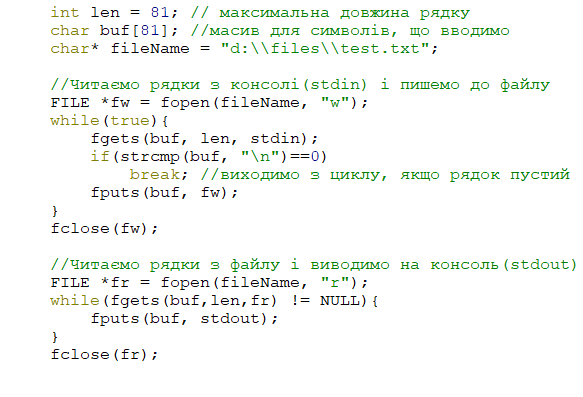 int len = 81; // максимальна довжина рядку
char buf[81]; //масив для символів, що вводимо
char* fileName = "d:\\files\\test.txt";
//Читаємо рядки з консолі(stdin) і пишемо до файлу
FILE *fw = fopen(fileName, "w");
while(true){
fgets(buf, len, stdin);
if(strcmp(buf, "\n")==0)
break; //виходимо з циклу, якщо рядок пустий
fputs(buf, fw);
}
fclose(fw);
//Читаємо рядки з файлу і виводимо на консоль(stdout)
FILE *fr = fopen(fileName, "r");
while(fgets(buf,len,fr) != NULL){
fputs(buf, stdout);
}
fclose(fr);